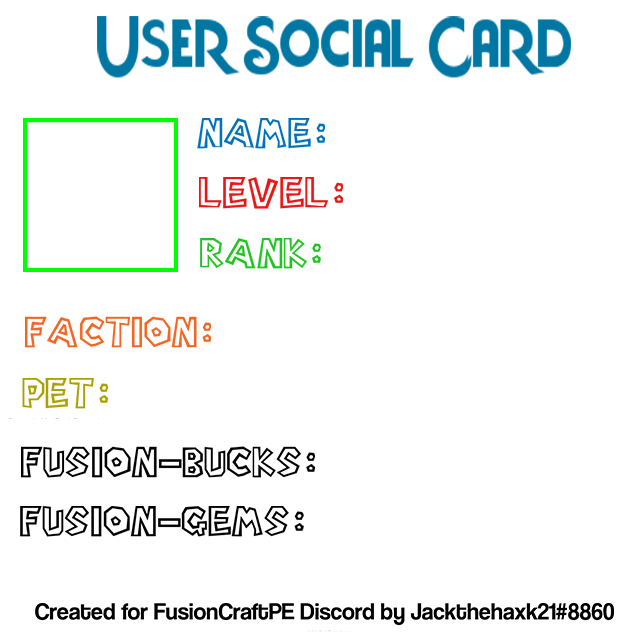 User Social Card
NAME:
LEVEL:
RANK:
FACTION:
PET:
FUSION-BUCKS:
FUSION-GEMS:
Created for FusionCraftPE Discord by Jackthehaxk21#8860